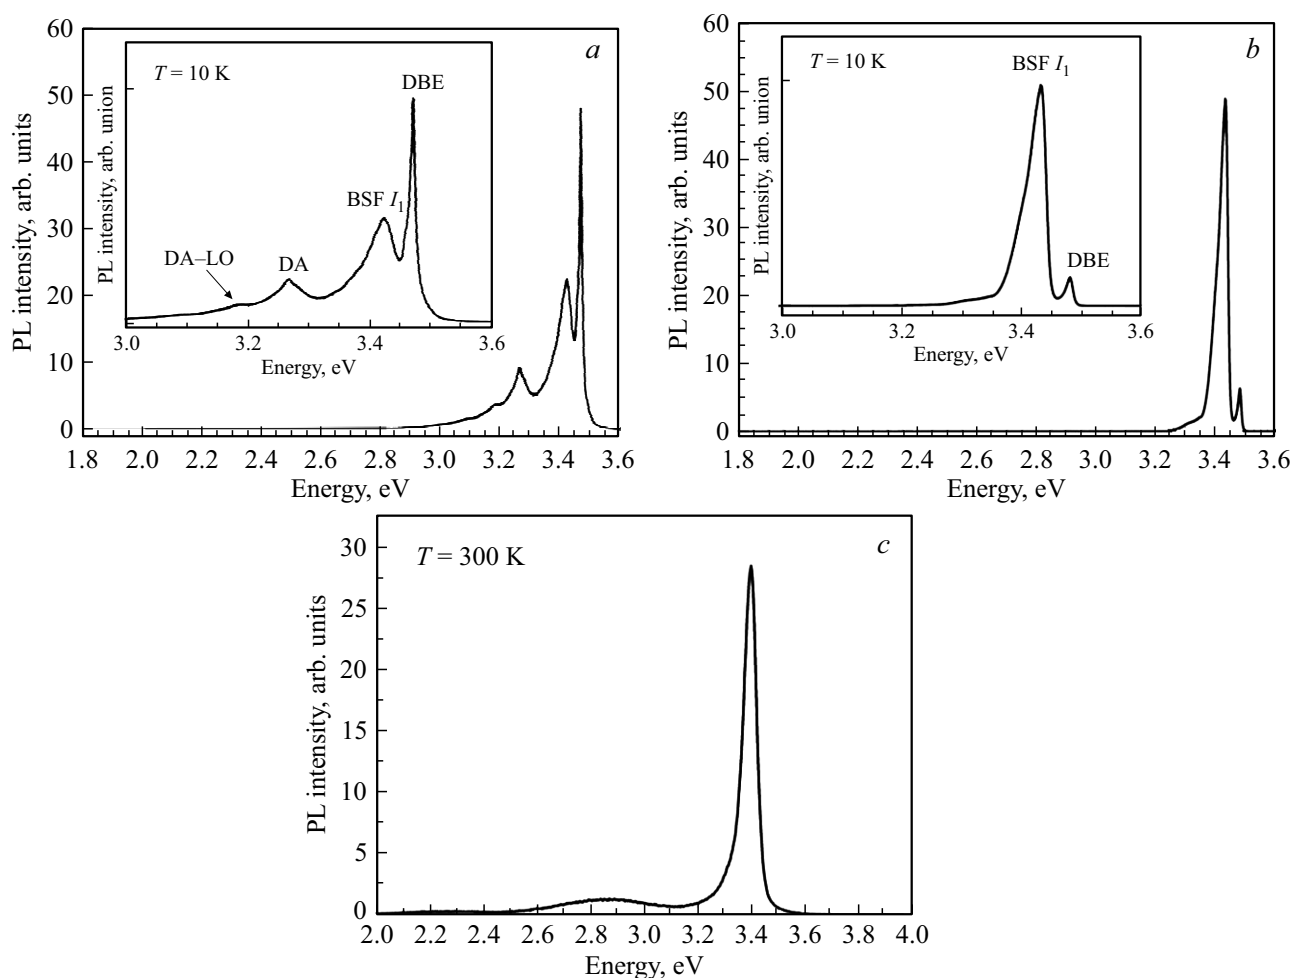 a
T = 10 K
DBE
BSF I₁
DA
DA–LO
PL intensity, arb. union
3.0 3.2 3.4 3.6
Energy, eV
60
50
40
30
20
10
0
PL intensity, arb. units
1.8 2.0 2.2 2.4 2.6 2.8 3.0 3.2 3.4 3.6
Energy, eV
b
T = 10 K
BSF I₁
DBE
PL intensity, arb. union
3.0 3.2 3.4 3.6
Energy, eV
60
50
40
30
20
10
0
PL intensity, arb. units
1.8 2.0 2.2 2.4 2.6 2.8 3.0 3.2 3.4 3.6
Energy, eV
c
T = 300 K
30
25
20
15
10
5
0
PL intensity, arb. units
2.0 2.2 2.4 2.6 2.8 3.0 3.2 3.4 3.6 3.8 4.0
Energy, eV